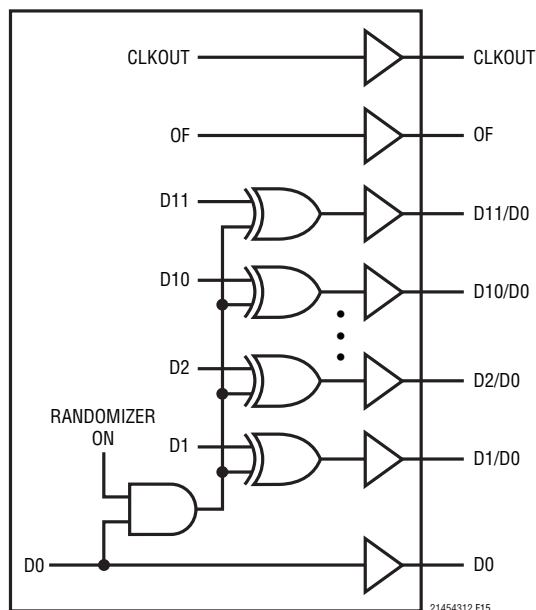 CLKOUT CLKOUT
OF OF
D11 D11/D0
D10 D10/D0
D2 D2/D0
RANDOMIZER
ON
D1 D1/D0
D0 D0
21454312 F15